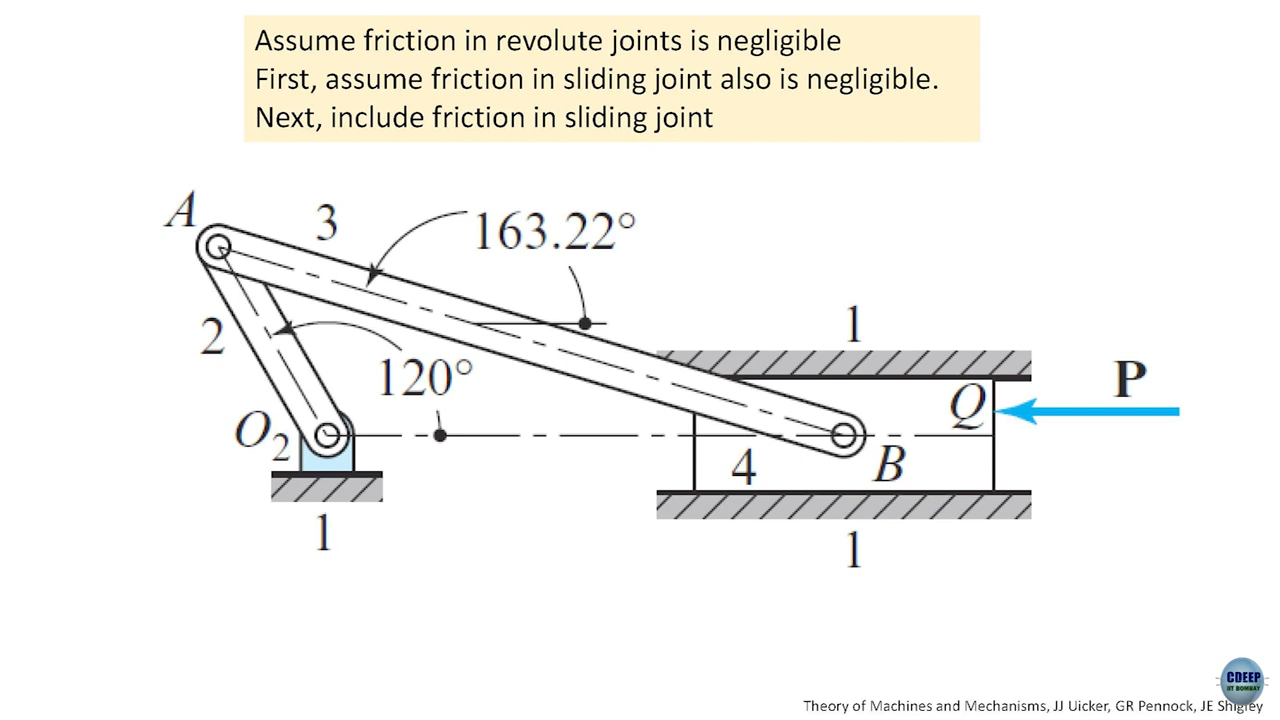 Assume friction in revolute joints is negligible
First, assume friction in sliding joint also is negligible.
Next, include friction in sliding joint
A
3
163.22°
2
120°
1
P
Q
O2
4
B
1
1
CDEEP
IIT BOMBAY
Theory of Machines and Mechanisms, JJ Uicker, GR Pennock, JE Shigley